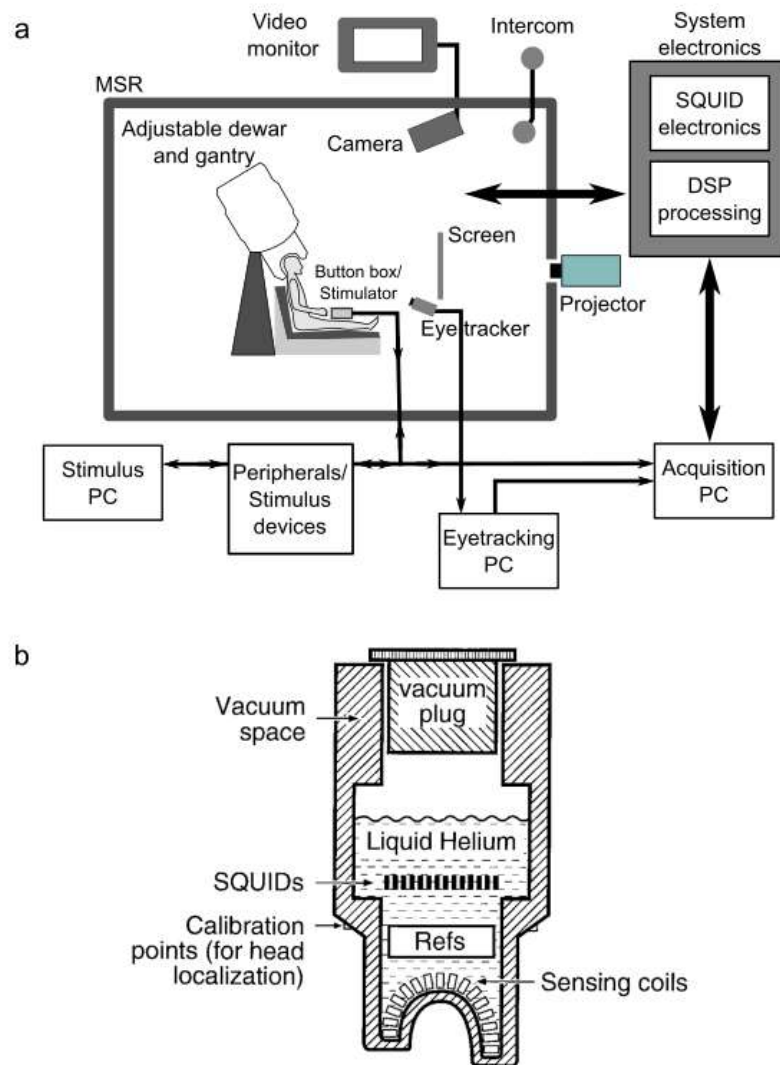 a
Video
monitor
Intercom
System
electronics
MSR
SQUID
electronics
Adjustable dewar
and gantry
Camera
DSP
processing
Screen
Button box/
Stimulator
Eye tracker
Projector
Stimulus
PC
Peripherals/
Stimulus
devices
Acquisition
PC
Eyetracking
PC
b
vacuum
plug
Vacuum
space
Liquid Helium
SQUIDs
Calibration
points (for head
localization)
Refs
Sensing coils